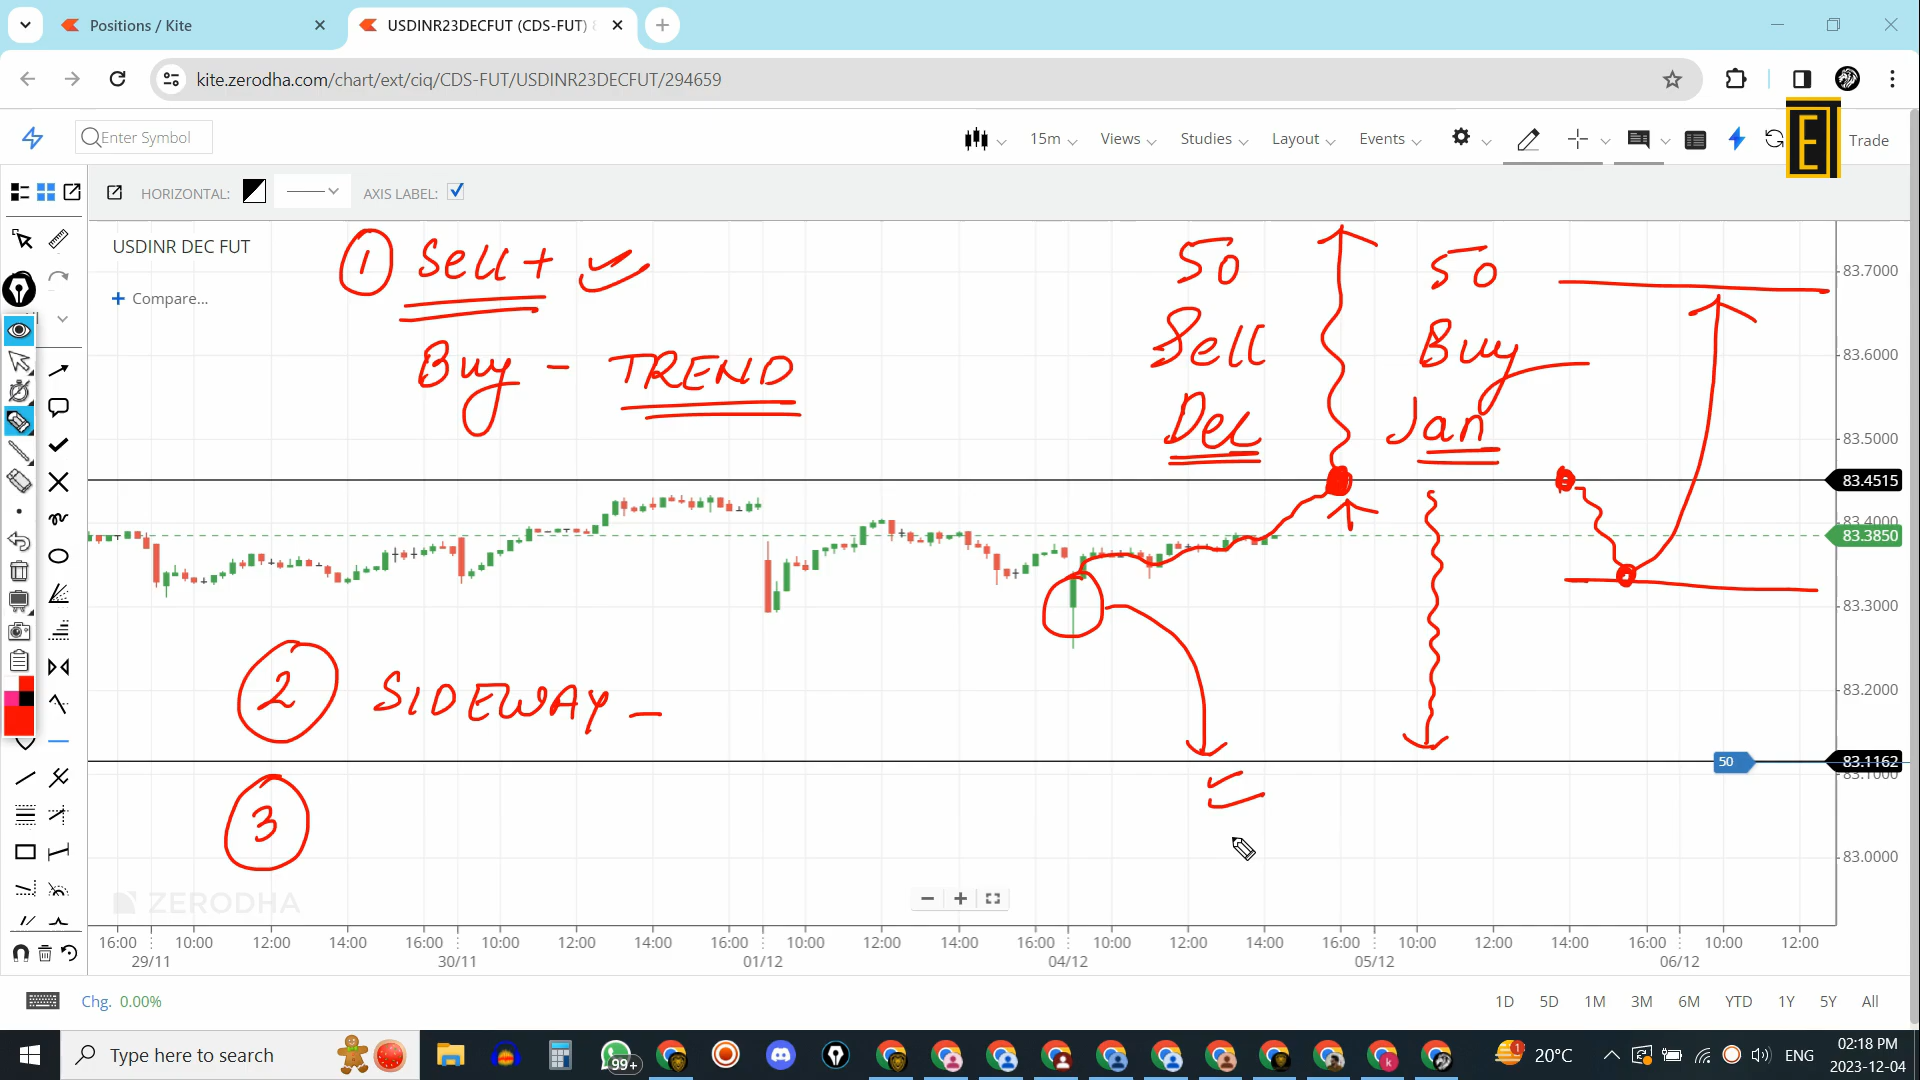 Positions / Kite
USDINR23DECFUT (CDS-FUT)
kite.zerodha.com/chart/ext/ciq/CDS-FUT/USDINR23DECFUT/294659
Enter Symbol
15m
Views
Studies
Layout
Events
E
Trade
HORIZONTAL:
AXIS LABEL:
USDINR DEC FUT
Compare...
1 Sell +
Buy - TREND
50
Sell
Dec
50
Buy
Jan
2 SIDEWAY -
3
83.7000
83.6000
83.5000
83.4515
83.4000
83.3850
83.3000
83.2000
50
83.1162
83.1000
83.0000
ZERODHA
16:00 10:00 12:00 14:00 16:00 10:00 12:00 14:00 16:00 10:00 12:00 14:00 16:00 10:00 12:00 14:00 16:00 10:00 12:00 14:00 16:00 10:00 12:00
29/11 30/11 01/12 04/12 05/12 06/12
Chg. 0.00%
1D 5D 1M 3M 6M YTD 1Y 5Y All
Type here to search
99+
1
20°C
ENG
02:18 PM
2023-12-04